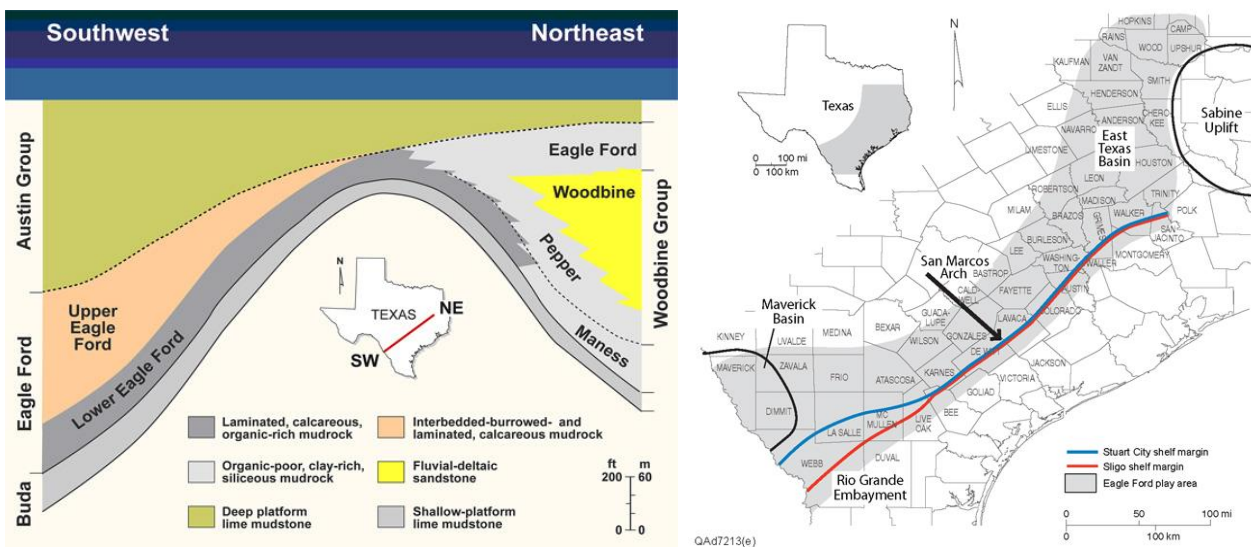 Southwest
Northeast
Austin Group
Eagle Ford
Buda
Upper
Eagle
Ford
Lower Eagle Ford
Eagle Ford
Woodbine
Pepper
Maness
Woodbine Group
N
TEXAS
NE
SW
Laminated, calcareous,
organic-rich mudrock
Interbedded-burrowed- and
laminated, calcareous mudrock
Organic-poor, clay-rich,
siliceous mudrock
Fluvial-deltaic
sandstone
Deep platform
lime mudstone
Shallow-platform
lime mudstone
ft m
200 60
0 0
Texas
0 100 mi
0 100 km
N
HOPKINS
CAMP
RAINS
WOOD
UPSHUR
KAUFMAN
VAN
ZANDT
SMITH
HENDERSON
ELLIS
CHERO-
KEE
ANDERSON
NAVARRO
Sabine
Uplift
East
Texas
Basin
LIMESTONE
HOUSTON
LEON
ROBERTSON
TRINITY
MADISON
MILAM
BRAZOS
GRIMES
WALKER
POLK
SAN
JACINTO
BURLESON
LEE
WASHING-
TON
MONTGOMERY
WALLER
San Marcos
Arch
BASTROP
AUSTIN
CALD-
WELL
FAYETTE
COLORADO
LAVACA
GUADA-
LUPE
GONZALES
Maverick
Basin
KINNEY
UVALDE
MEDINA
BEXAR
WILSON
DE WITT
JACKSON
MAVERICK
ZAVALA
FRIO
ATASCOSA
KARNES
VICTORIA
GOLIAD
DIMMIT
LA SALLE
MC
MULLEN
LIVE
OAK
BEE
WEBB
DUVAL
Rio Grande
Embayment
Stuart City shelf margin
Sligo shelf margin
Eagle Ford play area
0 50 100 mi
0 100 km
QAd7213(e)